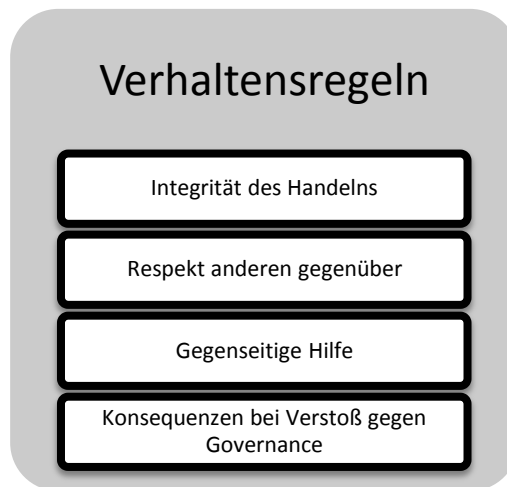 Verhaltensregeln
Integrität des Handelns
Respekt anderen gegenüber
Gegenseitige Hilfe
Konsequenzen bei Verstoß gegen
Governance